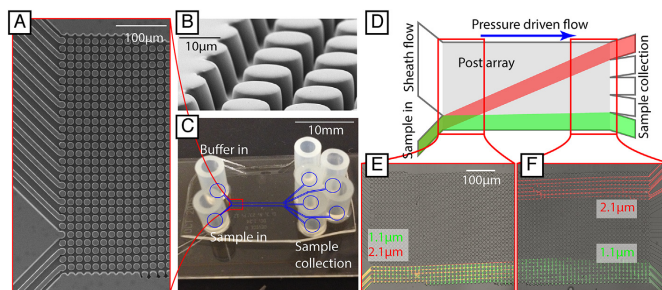 A
100μm
B
10μm
C
10mm
Buffer in
Sample in
Sample
collection
D
Pressure driven flow
Sheath flow
Post array
Sample in
Sample collection
E
100μm
1.1μm
2.1μm
F
2.1μm
1.1μm